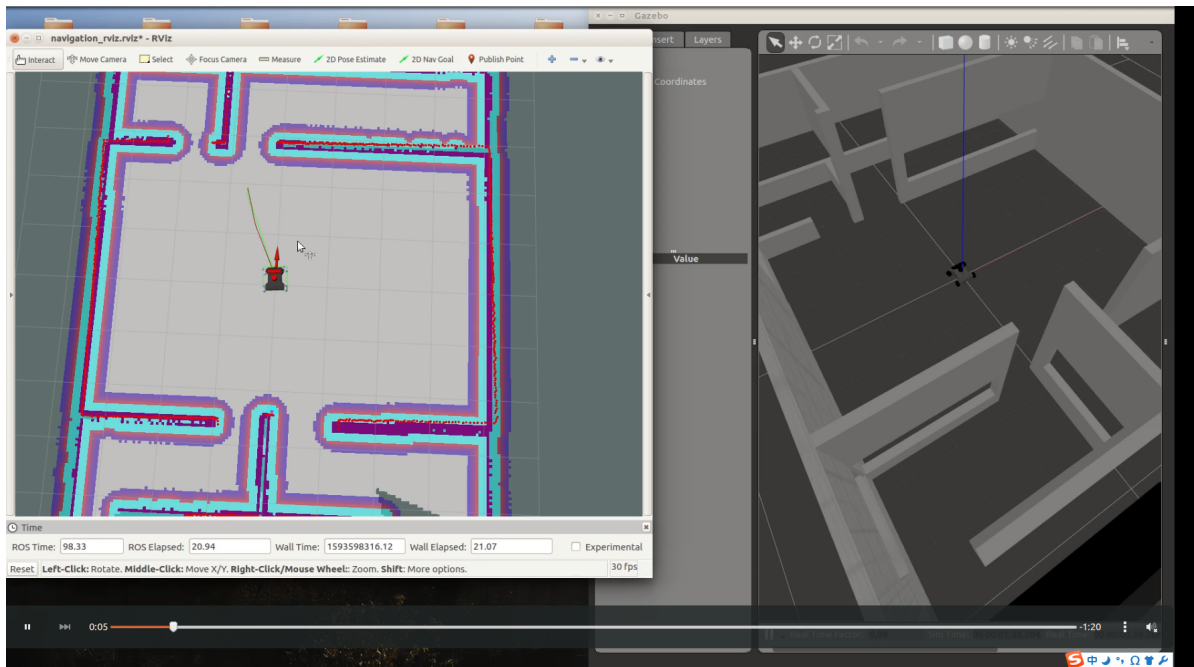 Gazebo
navigation_rviz.rviz* - RViz
Layers
Interact Move Camera Select Focus Camera Measure 2D Pose Estimate 2D Nav Goal Publish Point
Coordinates
Value
Time
ROS Time: 98.33 ROS Elapsed: 20.94 Wall Time: 1593598316.12 Wall Elapsed: 21.07 Experimental
Reset Left-Click: Rotate. Middle-Click: Move X/Y. Right-Click/Mouse Wheel:: Zoom. Shift: More options. 30 fps
0:05 -1:20
中